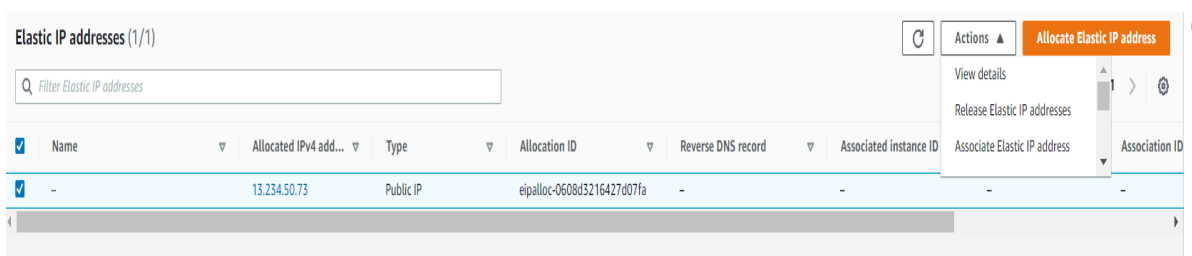 Elastic IP addresses (1/1)
Actions ▲
Allocate Elastic IP address
Filter Elastic IP addresses
1
View details
Release Elastic IP addresses
Associate Elastic IP address
Name
Allocated IPv4 add...
Type
Allocation ID
Reverse DNS record
Associated instance ID
Association ID
–
13.234.50.73
Public IP
eipalloc-0608d3216427d07fa
–
–
–
–